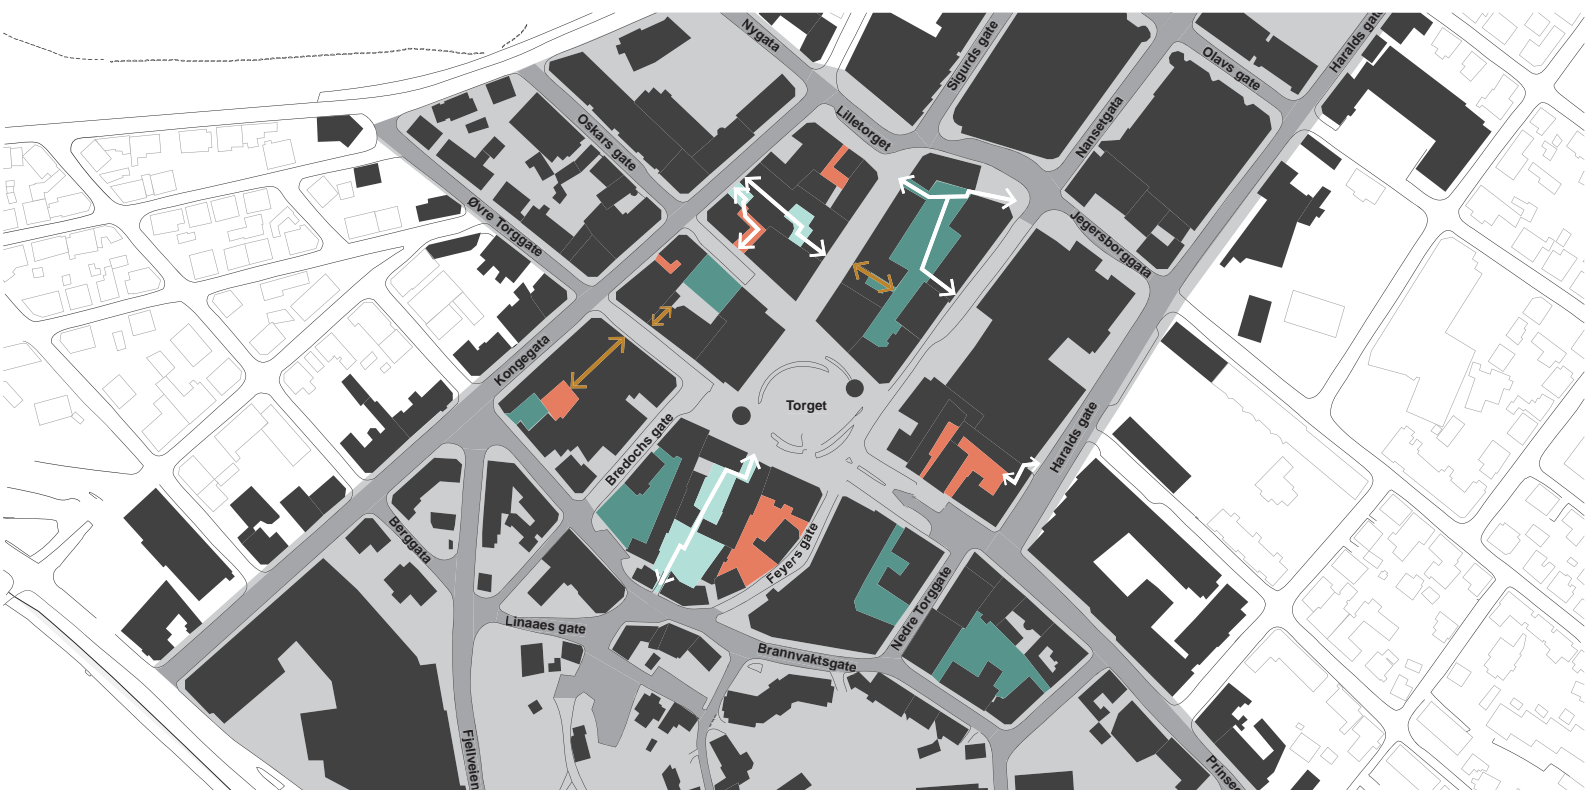 Nygata
Sigurds gate
Haralds gate
Olavs gate
Lilletorget
Nansetgata
Oskars gate
Øvre Torggate
Jegersborggata
Kongegata
Torget
Bredochs gate
Haralds gate
Berggata
Feyers gate
Nedre Torggate
Linaaes gate
Brannvaktsgate
Fjellveien